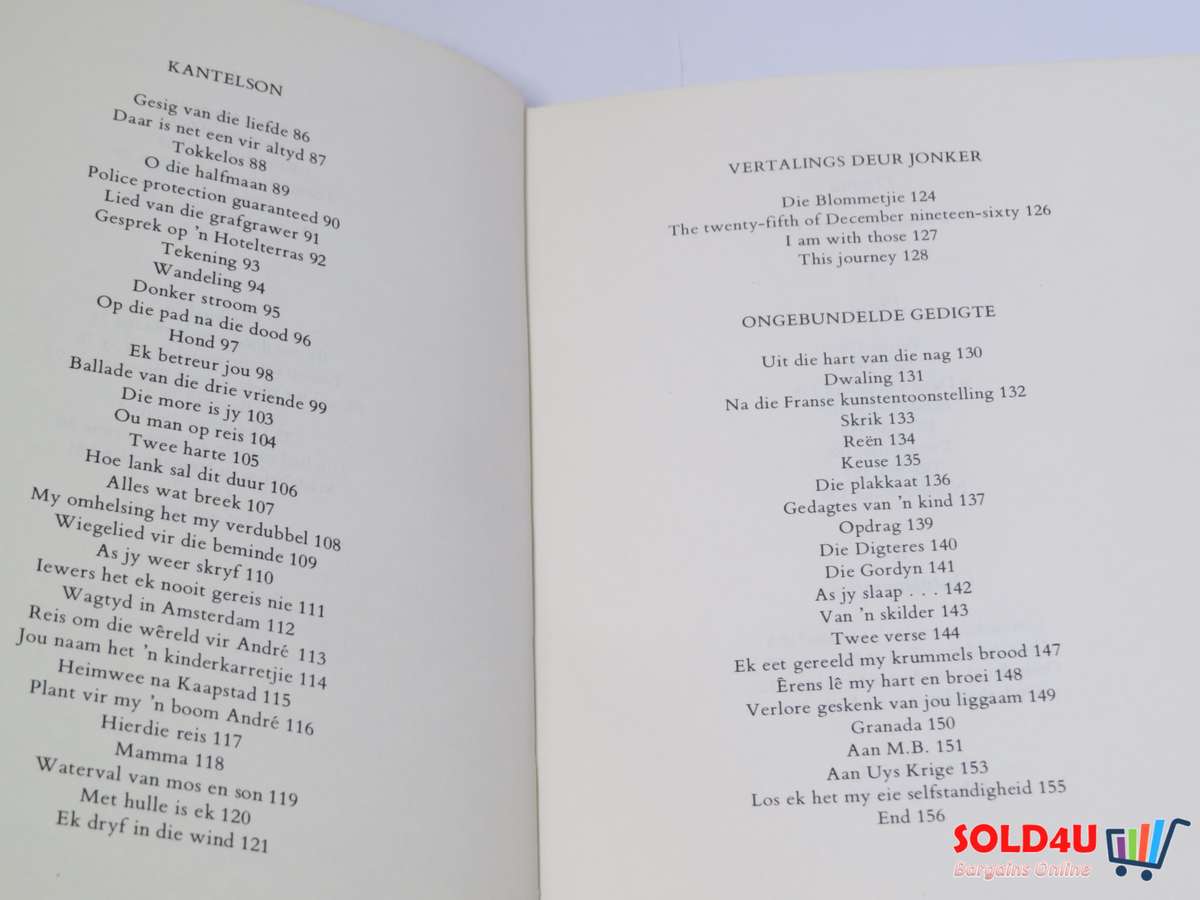 KANTELSON
Gesig van die liefde 86
Daar is net een vir altyd 87
Tokkelos 88
O die halfmaan 89
Police protection guaranteed 90
Lied van die grafgrawer 91
Gesprek op 'n Hotelterras 92
Tekening 93
Wandeling 94
Donker stroom 95
Op die pad na die dood 96
Hond 97
Ek betreur jou 98
Ballade van die drie vriende 99
Die more is jy 103
Ou man op reis 104
Twee harte 105
Hoe lank sal dit duur 106
Alles wat breek 107
My omhelsing het my verdubbel 108
Wiegelied vir die beminde 109
As jy weer skryf 110
Iewers het ek nooit gereis nie 111
Wagtyd in Amsterdam 112
Reis om die wêreld vir André 113
Jou naam het 'n kinderkarretjie 114
Heimwee na Kaapstad 115
Plant vir my 'n boom André 116
Hierdie reis 117
Mamma 118
Waterval van mos en son 119
Met hulle is ek 120
Ek dryf in die wind 121
VERTALINGS DEUR JONKER
Die Blommetjie 124
The twenty-fifth of December nineteen-sixty 126
I am with those 127
This journey 128
ONGEBUNDELDE GEDIGTE
Uit die hart van die nag 130
Dwaling 131
Na die Franse kunstentoonstelling 132
Skrik 133
Reën 134
Keuse 135
Die plakkaat 136
Gedagtes van 'n kind 137
Opdrag 139
Die Digteres 140
Die Gordyn 141
As jy slaap . . . 142
Van 'n skilder 143
Twee verse 144
Ek eet gereeld my krummels brood 147
Êrens lê my hart en broei 148
Verlore geskenk van jou liggaam 149
Granada 150
Aan M.B. 151
Aan Uys Krige 153
Los ek het my eie selfstandigheid 155
End 156
SOLD4U
Bargains Online